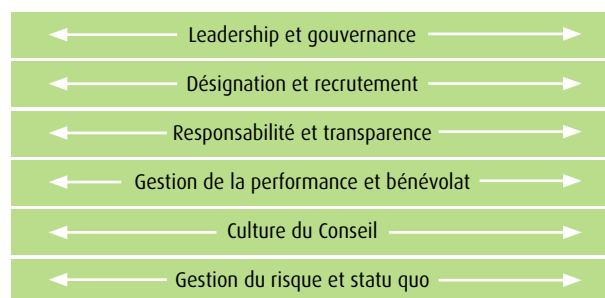 Leadership et gouvernance
Désignation et recrutement
Responsabilité et transparence
Gestion de la performance et bénévolat
Culture du Conseil
Gestion du risque et statu quo